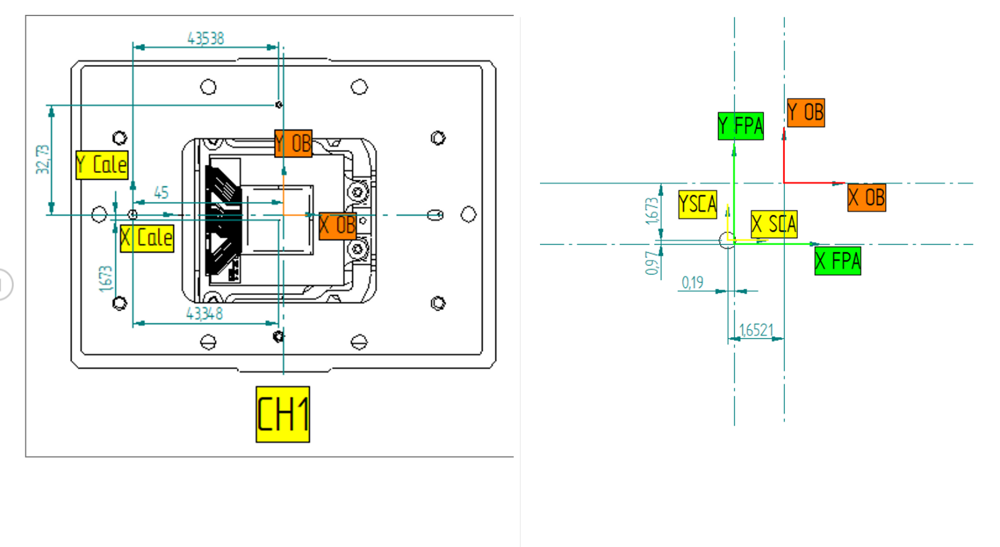 43,538
Y OB
32,73
Y Cale
45
X OB
X Cale
1,673
43,348
CH1
Y OB
Y FPA
X OB
YSCA
1,673
X SCA
X FPA
0,97
0,19
1,6521